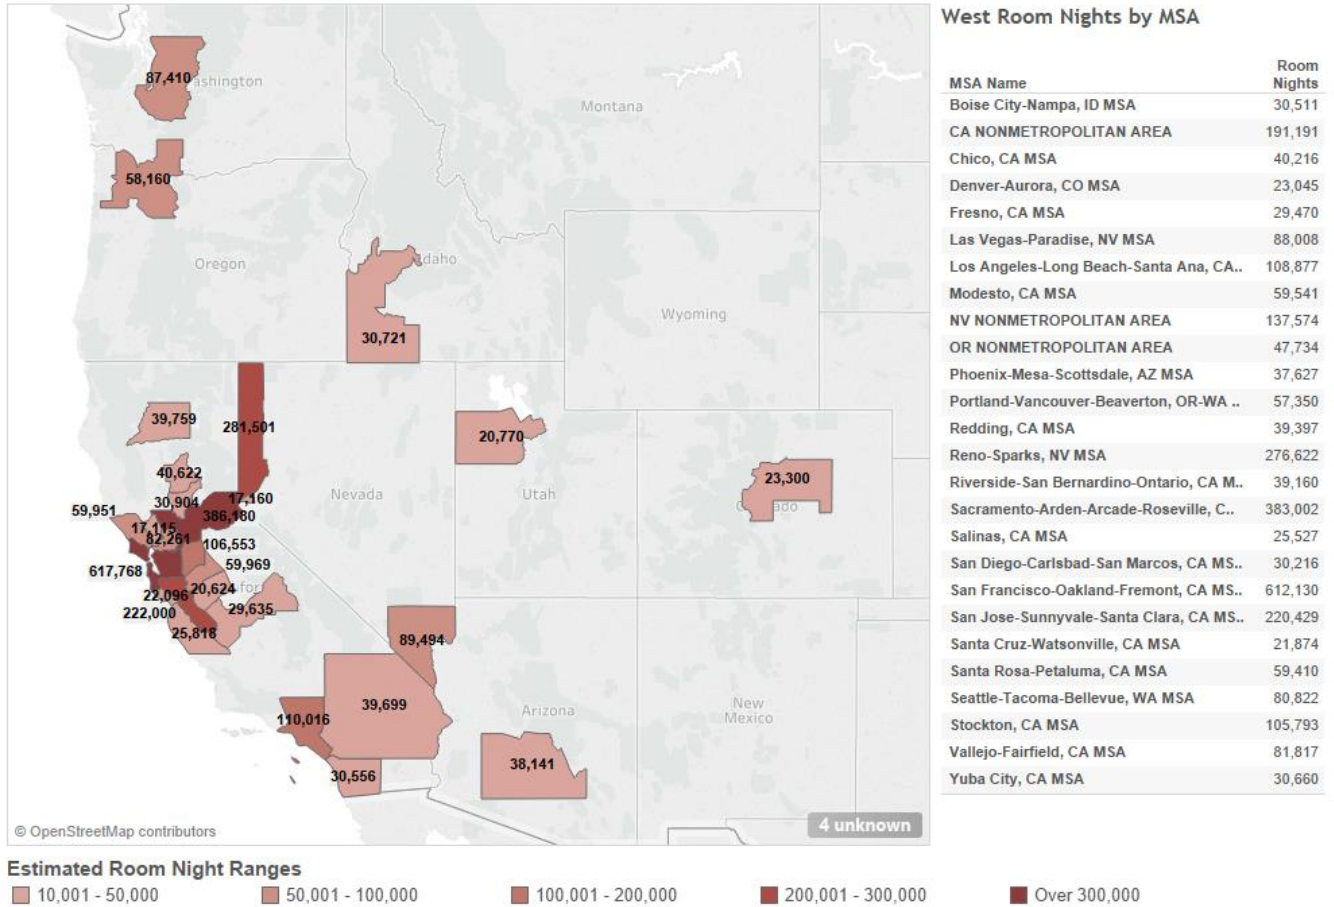 West Room Nights by MSA
MSA Name Room Nights
Boise City-Nampa, ID MSA 30,511
CA NONMETROPOLITAN AREA 191,191
Chico, CA MSA 40,216
Denver-Aurora, CO MSA 23,045
Fresno, CA MSA 29,470
Las Vegas-Paradise, NV MSA 88,008
Los Angeles-Long Beach-Santa Ana, CA.. 108,877
Modesto, CA MSA 59,541
NV NONMETROPOLITAN AREA 137,574
OR NONMETROPOLITAN AREA 47,734
Phoenix-Mesa-Scottsdale, AZ MSA 37,627
Portland-Vancouver-Beaverton, OR-WA .. 57,350
Redding, CA MSA 39,397
Reno-Sparks, NV MSA 276,622
Riverside-San Bernardino-Ontario, CA M.. 39,160
Sacramento-Arden-Arcade-Roseville, C.. 383,002
Salinas, CA MSA 25,527
San Diego-Carlsbad-San Marcos, CA MS.. 30,216
San Francisco-Oakland-Fremont, CA MS.. 612,130
San Jose-Sunnyvale-Santa Clara, CA MS.. 220,429
Santa Cruz-Watsonville, CA MSA 21,874
Santa Rosa-Petaluma, CA MSA 59,410
Seattle-Tacoma-Bellevue, WA MSA 80,822
Stockton, CA MSA 105,793
Vallejo-Fairfield, CA MSA 81,817
Yuba City, CA MSA 30,660
87,410
ashington
Montana
58,160
Oregon
daho
Wyoming
30,721
39,759
281,501
20,770
40,622
23,300
30,904
17,160
Nevada
Utah
ado
59,951
386,180
17,115
82,261
106,553
59,969
617,768
20,624
for
22,096
222,000
29,635
25,818
89,494
39,699
Arizona
New
Mexico
110,016
38,141
30,556
© OpenStreetMap contributors
4 unknown
Estimated Room Night Ranges
10,001 - 50,000 50,001 - 100,000 100,001 - 200,000 200,001 - 300,000 Over 300,000